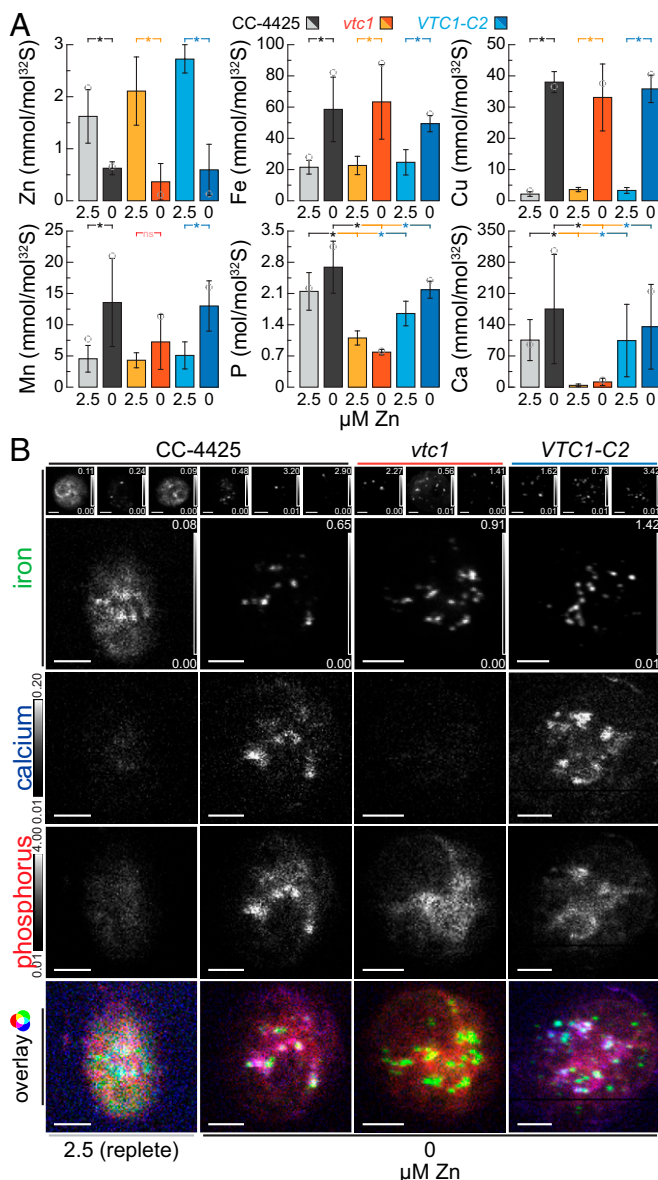 A CC-4425 vtc1 VTC1-C2
Zn (mmol/mol³²S)
3
2
1
0
* * *
2.5 0 2.5 0 2.5 0
Fe (mmol/mol³²S)
100
80
60
40
20
0
* * *
2.5 0 2.5 0 2.5 0
Cu (mmol/mol³²S)
50
40
30
20
10
0
* * *
2.5 0 2.5 0 2.5 0
Mn (mmol/mol³²S)
25
20
15
10
5
0
* ns *
2.5 0 2.5 0 2.5 0
P (mol/mol³²S)
3.5
2.8
2.1
1.4
0.7
0
* * *
* *
2.5 0 2.5 0 2.5 0
Ca (mmol/mol³²S)
350
280
210
140
70
0
* * *
* *
2.5 0 2.5 0 2.5 0
µM Zn
B CC-4425 vtc1 VTC1-C2
0.11 0.24 0.09 0.48 3.20 2.90 2.27 0.56 1.41 1.62 0.73 3.42
0.00 0.00 0.00 0.00 0.00 0.00 0.00 0.01 0.00 0.01 0.01 0.01
iron
0.08 0.65 0.91 1.42
0.00 0.00 0.00 0.01
calcium
0.01 0.20
phosphorus
0.01 4.00
overlay
2.5 (replete) 0
µM Zn